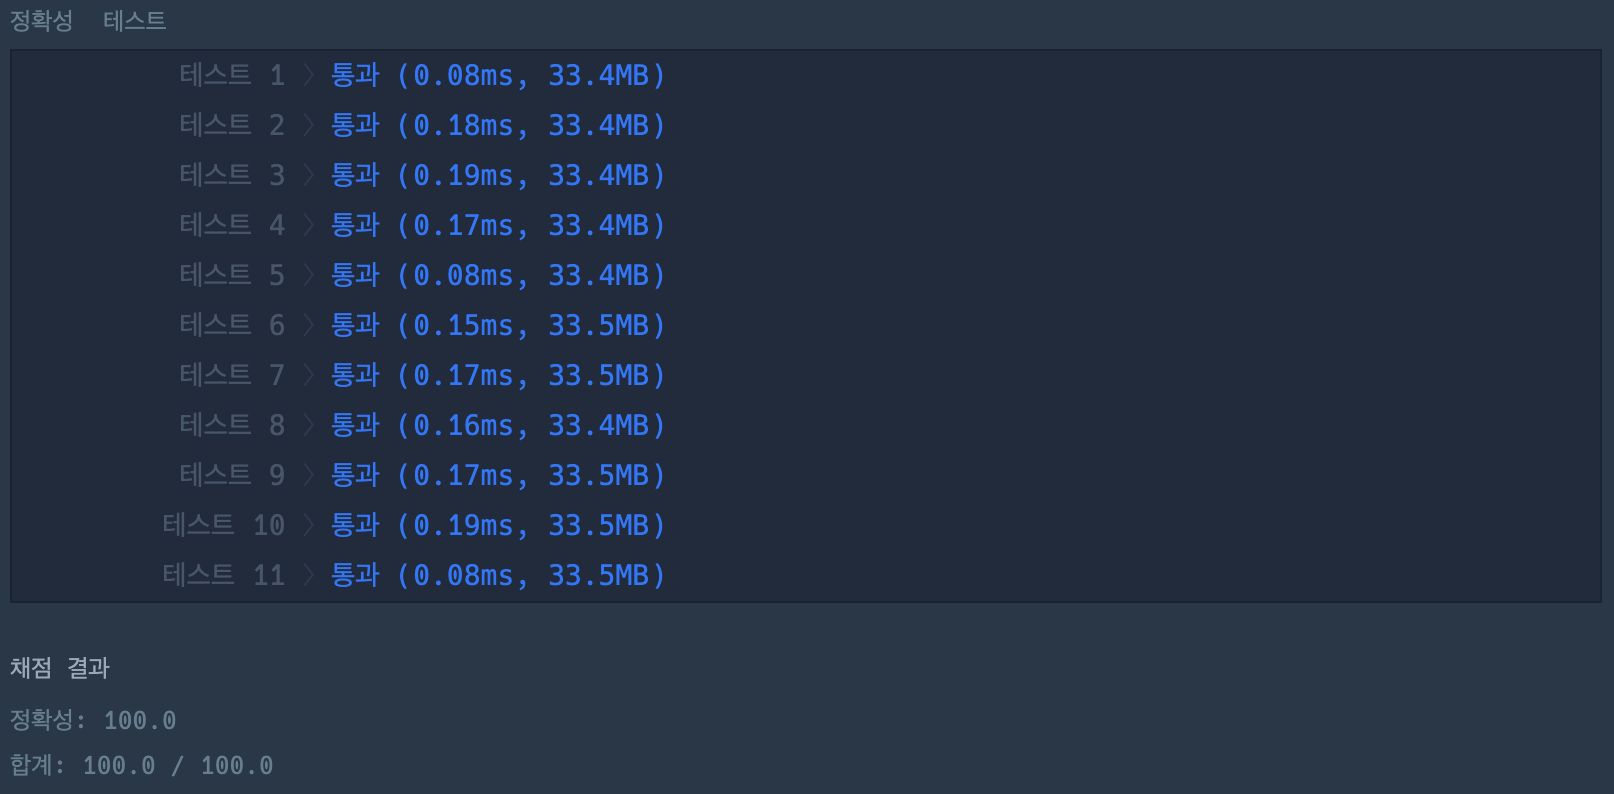 정확성 테스트
테스트 1 〉 통과 (0.08ms, 33.4MB)
테스트 2 〉 통과 (0.18ms, 33.4MB)
테스트 3 〉 통과 (0.19ms, 33.4MB)
테스트 4 〉 통과 (0.17ms, 33.4MB)
테스트 5 〉 통과 (0.08ms, 33.4MB)
테스트 6 〉 통과 (0.15ms, 33.5MB)
테스트 7 〉 통과 (0.17ms, 33.5MB)
테스트 8 〉 통과 (0.16ms, 33.4MB)
테스트 9 〉 통과 (0.17ms, 33.5MB)
테스트 10 〉 통과 (0.19ms, 33.5MB)
테스트 11 〉 통과 (0.08ms, 33.5MB)
채점 결과
정확성: 100.0
합계: 100.0 / 100.0